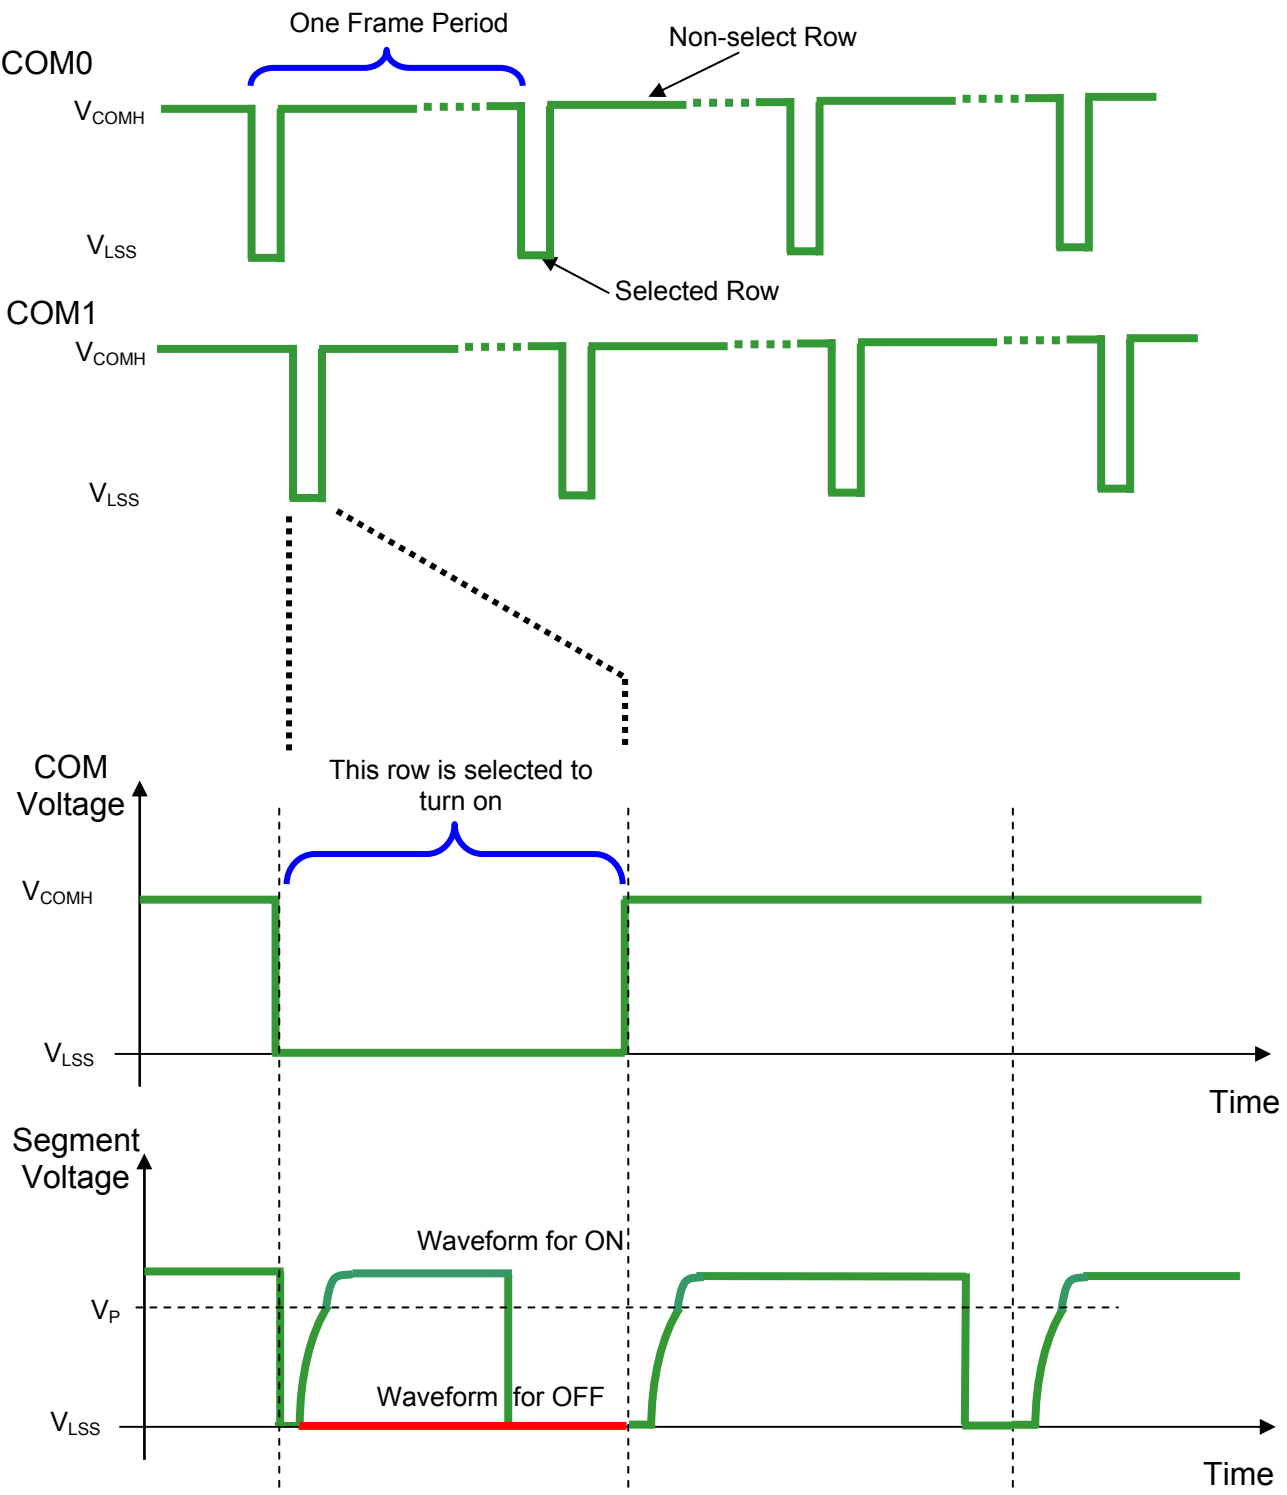 One Frame Period
Non-select Row
COM0
VCOMH
VLSS
Selected Row
COM1
VCOMH
VLSS
COM
Voltage
This row is selected to
turn on
VCOMH
VLSS
Time
Segment
Voltage
Waveform for ON
VP
Waveform for OFF
VLSS
Time